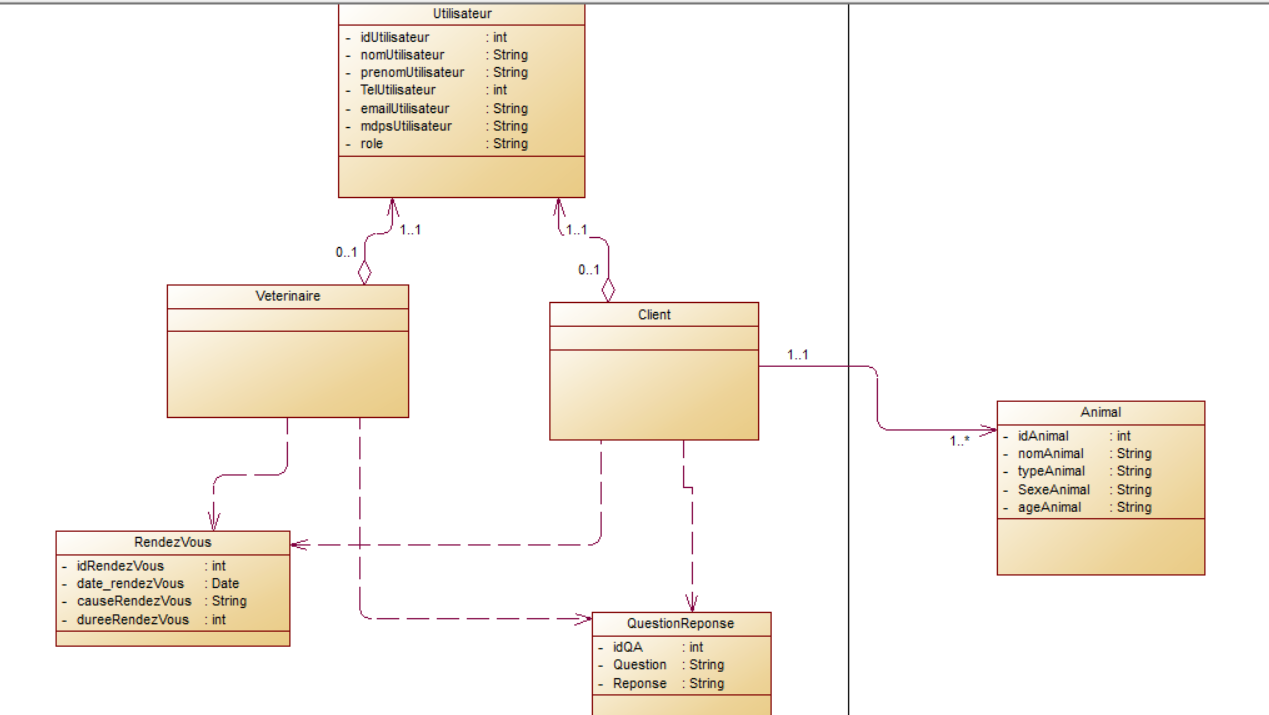 Utilisateur
- idUtilisateur : int
- nomUtilisateur : String
- prenomUtilisateur : String
- TelUtilisateur : int
- emailUtilisateur : String
- mdpsUtilisateur : String
- role : String
1..1
1..1
0..1
0..1
Veterinaire
Client
1..1
1..*
Animal
- idAnimal : int
- nomAnimal : String
- typeAnimal : String
- SexeAnimal : String
- ageAnimal : String
RendezVous
- idRendezVous : int
- date_rendezVous : Date
- causeRendezVous : String
- dureeRendezVous : int
QuestionReponse
- idQA : int
- Question : String
- Reponse : String